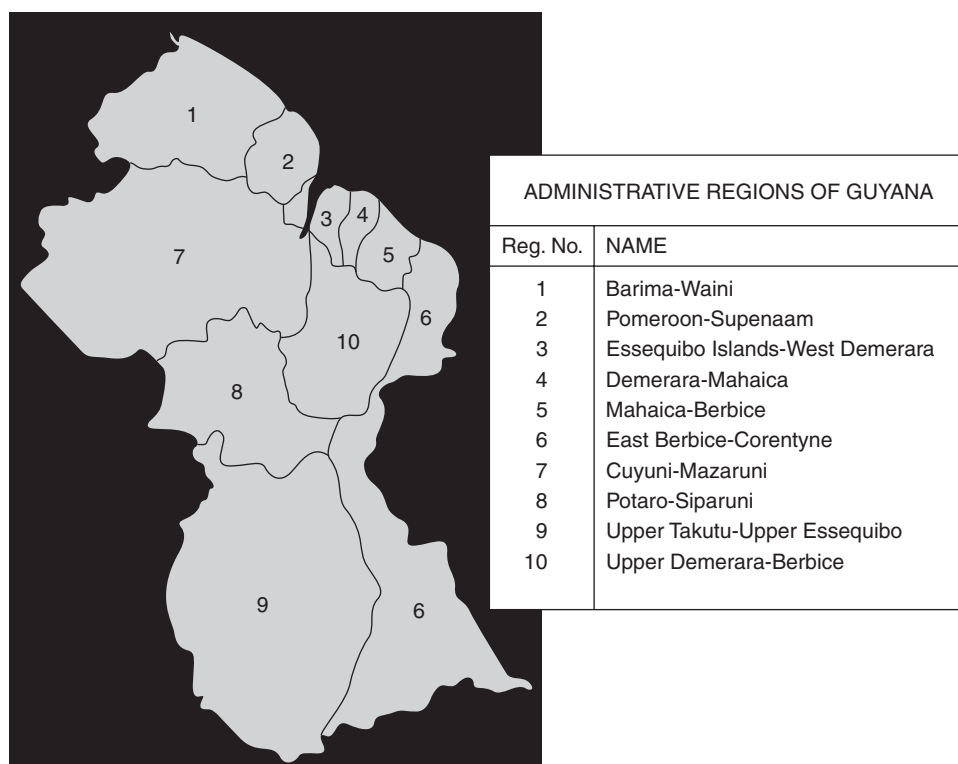 1
2
3
4
5
6
7
8
10
9
6
ADMINISTRATIVE REGIONS OF GUYANA
Reg. No. NAME
1 Barima-Waini
2 Pomeroon-Supenaam
3 Essequibo Islands-West Demerara
4 Demerara-Mahaica
5 Mahaica-Berbice
6 East Berbice-Corentyne
7 Cuyuni-Mazaruni
8 Potaro-Siparuni
9 Upper Takutu-Upper Essequibo
10 Upper Demerara-Berbice